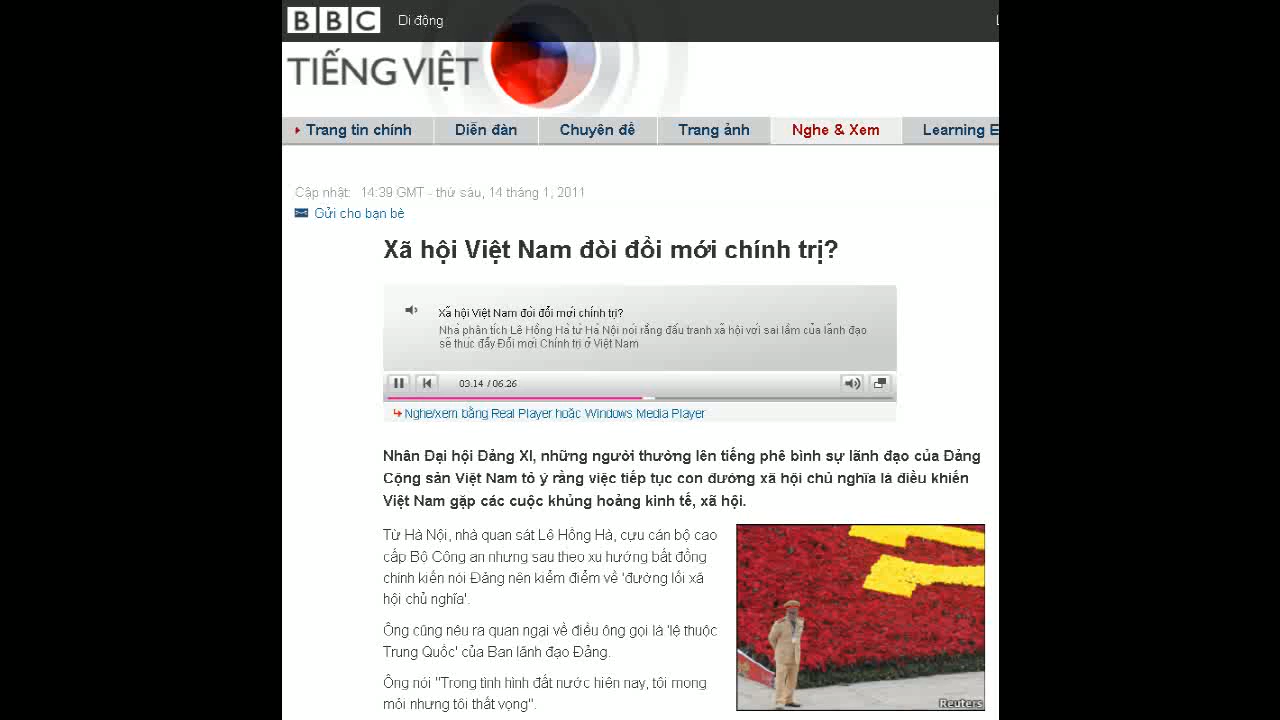 BBC Di động L
TIẾNG VIỆT
Trang tin chính Diễn đàn Chuyên đề Trang ảnh Nghe & Xem Learning E
Cập nhật: 14:39 GMT - thứ sáu, 14 tháng 1, 2011
Gửi cho bạn bè
Xã hội Việt Nam đòi đổi mới chính trị?
Xã hội Việt Nam đòi đổi mới chính trị?
Nhà phân tích Lê Hồng Hà từ Hà Nội nói rằng đấu tranh xã hội với sai lầm của lãnh đạo
sẽ thúc đẩy Đổi mới Chính trị ở Việt Nam
03.14 / 06.26
Nghe/xem bằng Real Player hoặc Windows Media Player
Nhân Đại hội Đảng XI, những người thường lên tiếng phê bình sự lãnh đạo của Đảng
Cộng sản Việt Nam tỏ ý rằng việc tiếp tục con đường xã hội chủ nghĩa là điều khiến
Việt Nam gặp các cuộc khủng hoảng kinh tế, xã hội.
Từ Hà Nội, nhà quan sát Lê Hồng Hà, cựu cán bộ cao
cấp Bộ Công an nhưng sau theo xu hướng bất đồng
chính kiến nói Đảng nên kiểm điểm về 'đường lối xã
hội chủ nghĩa'.
Ông cũng nêu ra quan ngại về điều ông gọi là 'lệ thuộc
Trung Quốc' của Ban lãnh đạo Đảng.
Ông nói "Trong tình hình đất nước hiện nay, tôi mong
mỏi nhưng tôi thất vọng".
Reuters